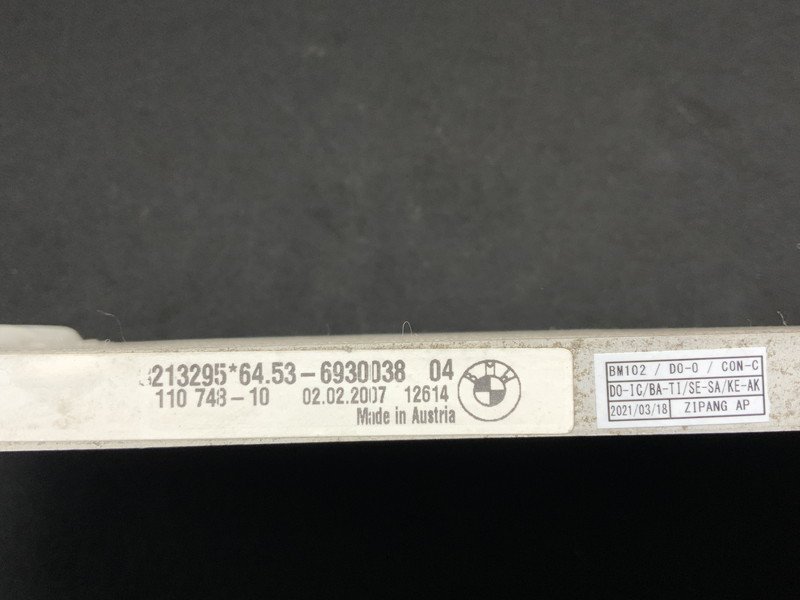 213295*64.53-6930038 04
110 748-10 02.02.2007 12614
Made in Austria
BMW
BM102 / DO-O / CON-C
DO-IC/BA-TI/SE-SA/KE-AK
2021/03/18 ZIPANG AP